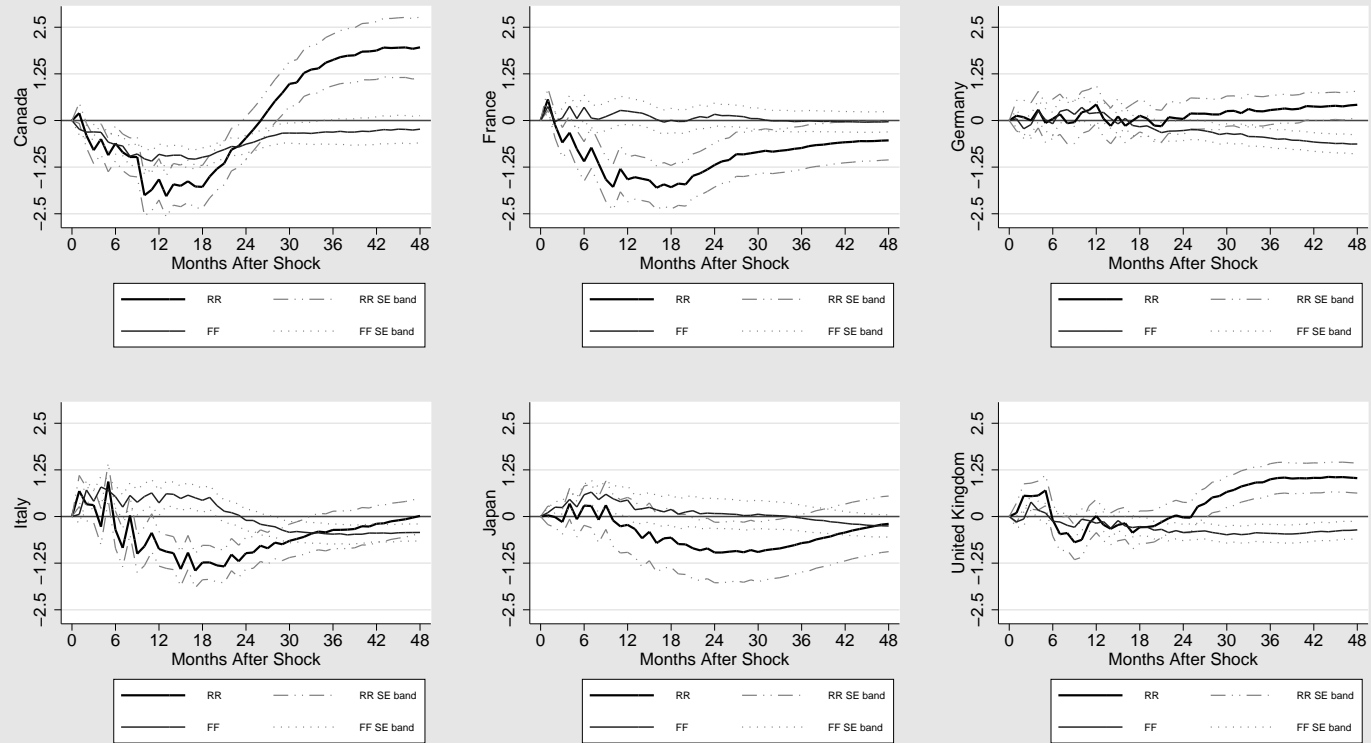 Canada
2.5
1.25
0
−1.25
−2.5
0 6 12 18 24 30 36 42 48
Months After Shock
RR RR SE band
FF FF SE band
France
2.5
1.25
0
−1.25
−2.5
0 6 12 18 24 30 36 42 48
Months After Shock
RR RR SE band
FF FF SE band
Germany
2.5
1.25
0
−1.25
−2.5
0 6 12 18 24 30 36 42 48
Months After Shock
RR RR SE band
FF FF SE band
Italy
2.5
1.25
0
−1.25
−2.5
0 6 12 18 24 30 36 42 48
Months After Shock
RR RR SE band
FF FF SE band
Japan
2.5
1.25
0
−1.25
−2.5
0 6 12 18 24 30 36 42 48
Months After Shock
RR RR SE band
FF FF SE band
United Kingdom
2.5
1.25
0
−1.25
−2.5
0 6 12 18 24 30 36 42 48
Months After Shock
RR RR SE band
FF FF SE band